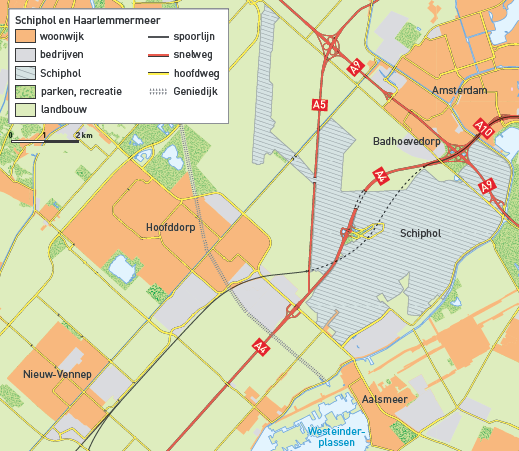 Schiphol en Haarlemmermeer
woonwijk
bedrijven
Schiphol
parken, recreatie
landbouw
spoorlijn
snelweg
hoofdweg
Geniedijk
0 1 2 km
A9
A5
Amsterdam
A10
Badhoevedorp
A4
A9
Hoofddorp
Schiphol
A4
Nieuw-Vennep
Aalsmeer
Westeinder-
plassen